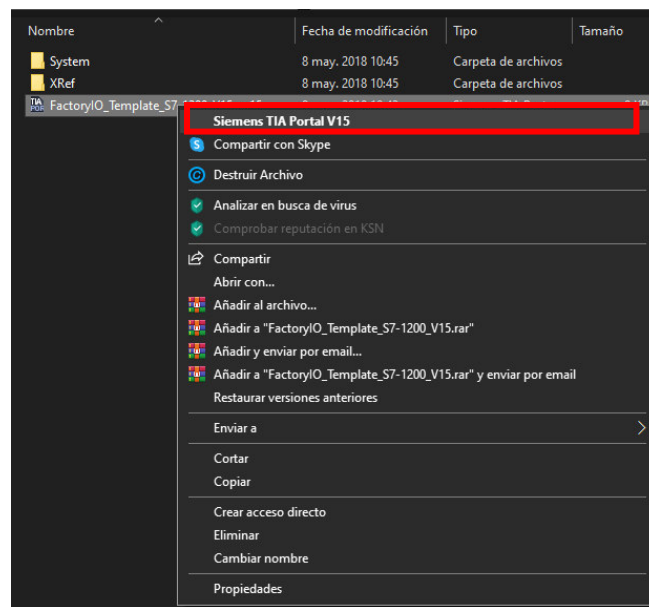 Nombre Fecha de modificación Tipo Tamaño
System 8 may. 2018 10:45 Carpeta de archivos
XRef 8 may. 2018 10:45 Carpeta de archivos
FactoryIO_Template_S7-1200_V15
Siemens TIA Portal V15
Compartir con Skype
Destruir Archivo
Analizar en busca de virus
Comprobar reputación en KSN
Compartir
Abrir con...
Añadir al archivo...
Añadir a "FactoryIO_Template_S7-1200_V15.rar"
Añadir y enviar por email...
Añadir a "FactoryIO_Template_S7-1200_V15.rar" y enviar por email
Restaurar versiones anteriores
Enviar a
Cortar
Copiar
Crear acceso directo
Eliminar
Cambiar nombre
Propiedades